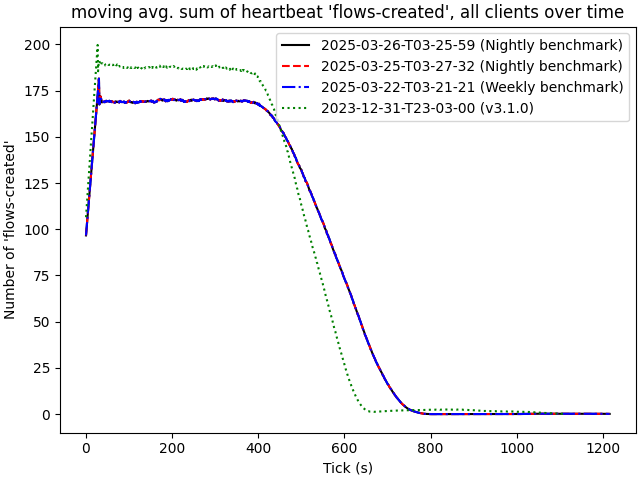 moving avg. sum of heartbeat 'flows-created', all clients over time
2025-03-26-T03-25-59 (Nightly benchmark)
2025-03-25-T03-27-32 (Nightly benchmark)
2025-03-22-T03-21-21 (Weekly benchmark)
2023-12-31-T23-03-00 (v3.1.0)
Number of 'flows-created'
200
175
150
125
100
75
50
25
0
0 200 400 600 800 1000 1200
Tick (s)